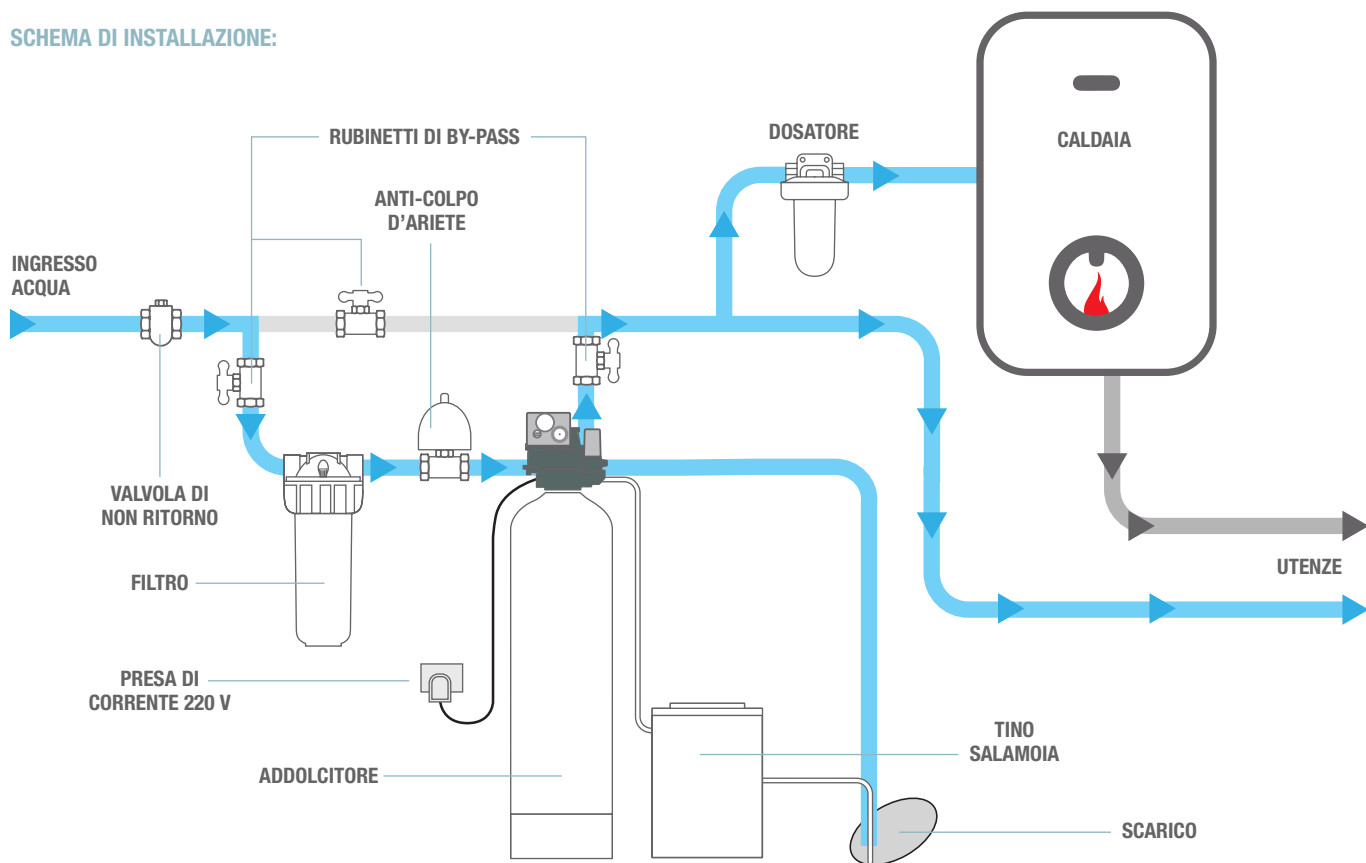 SCHEMA DI INSTALLAZIONE:
RUBINETTI DI BY-PASS
DOSATORE
CALDAIA
ANTI-COLPO
D’ARIETE
INGRESSO
ACQUA
VALVOLA DI
NON RITORNO
FILTRO
UTENZE
PRESA DI
CORRENTE 220 V
TINO
SALAMOIA
ADDOLCITORE
SCARICO